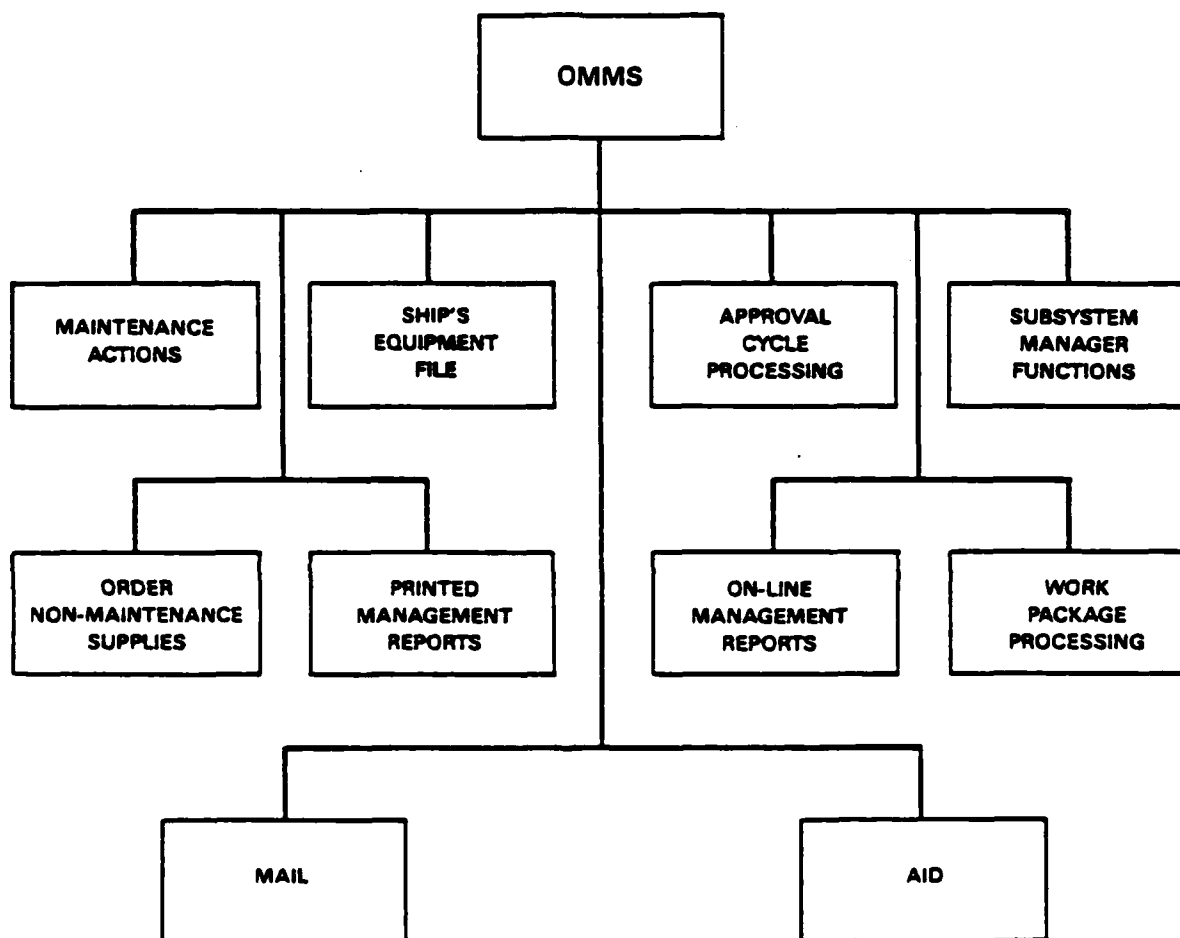 OMMS
MAINTENANCE
ACTIONS
SHIP'S
EQUIPMENT
FILE
APPROVAL
CYCLE
PROCESSING
SUBSYSTEM
MANAGER
FUNCTIONS
ORDER
NON-MAINTENANCE
SUPPLIES
PRINTED
MANAGEMENT
REPORTS
ON-LINE
MANAGEMENT
REPORTS
WORK
PACKAGE
PROCESSING
MAIL
AID